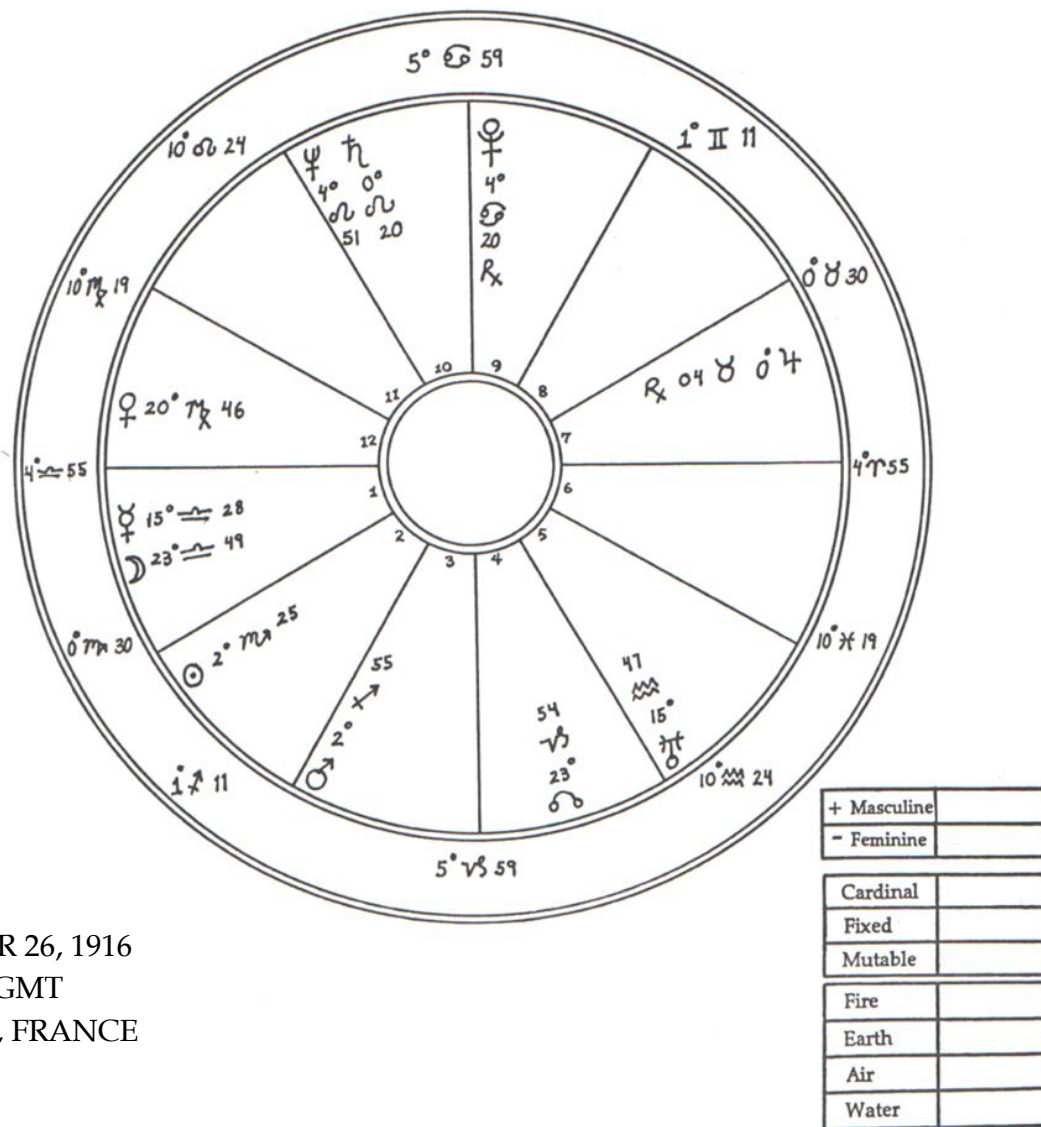 5° ♋ 59
10° ♌ 24
1° ♊ 11
♆ ♄
4° 0°
♌ ♌
51 20
♇
4°
♋
20
℞
10° ♍ 19
0° ♉ 30
℞ 04 ♉ 0° ♃
♀ 20° ♍ 46
4° ♎ 55
4° ♈ 55
10
9
11
8
12
7
1
6
2
5
3
4
☿ 15° ♎ 28
☽ 23° ♎ 49
0° ♏ 30
☉ 2° ♏ 25
♂ 2° ♐ 55
54
♑
23°
☊
47
♒
15°
♅
10° ♓ 19
10° ♒ 24
1° ♐ 11
5° ♑ 59
+ Masculine
- Feminine
Cardinal
Fixed
Mutable
Fire
Earth
Air
Water
R 26, 1916
GMT
, FRANCE